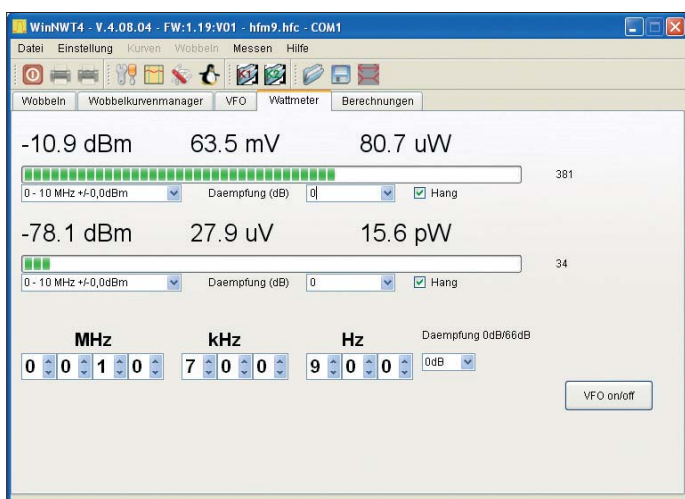 WinNWT4 - V.4.08.04 - FW:1.19:V01 - hfm9.hfc - COM1
Datei Einstellung Kurven Wobbeln Messen Hilfe
K1 K2
Wobbeln Wobbelkurvenmanager VFO Wattmeter Berechnungen
-10.9 dBm 63.5 mV 80.7 uW
381
0 - 10 MHz +/-0,0dBm Daempfung (dB) 0 Hang
-78.1 dBm 27.9 uV 15.6 pW
34
0 - 10 MHz +/-0,0dBm Daempfung (dB) 0 Hang
MHz kHz Hz Daempfung 0dB/66dB
0 0 1 0 7 0 0 9 0 0 0dB
VFO on/off